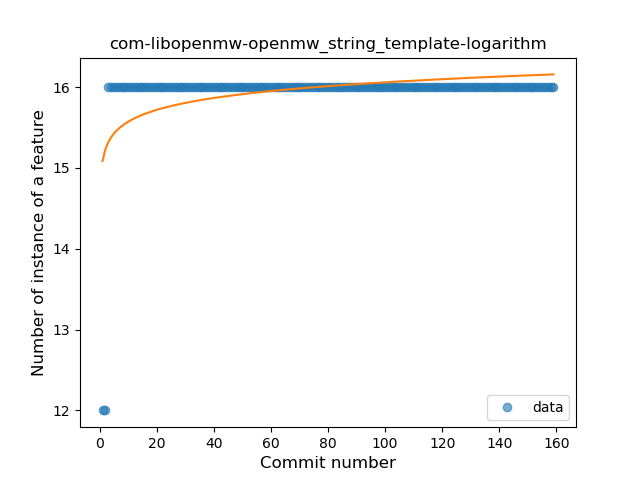 com-libopenmw-openmw_string_template-logarithm
Number of instance of a feature
16
15
14
13
12
0 20 40 60 80 100 120 140 160
Commit number
data